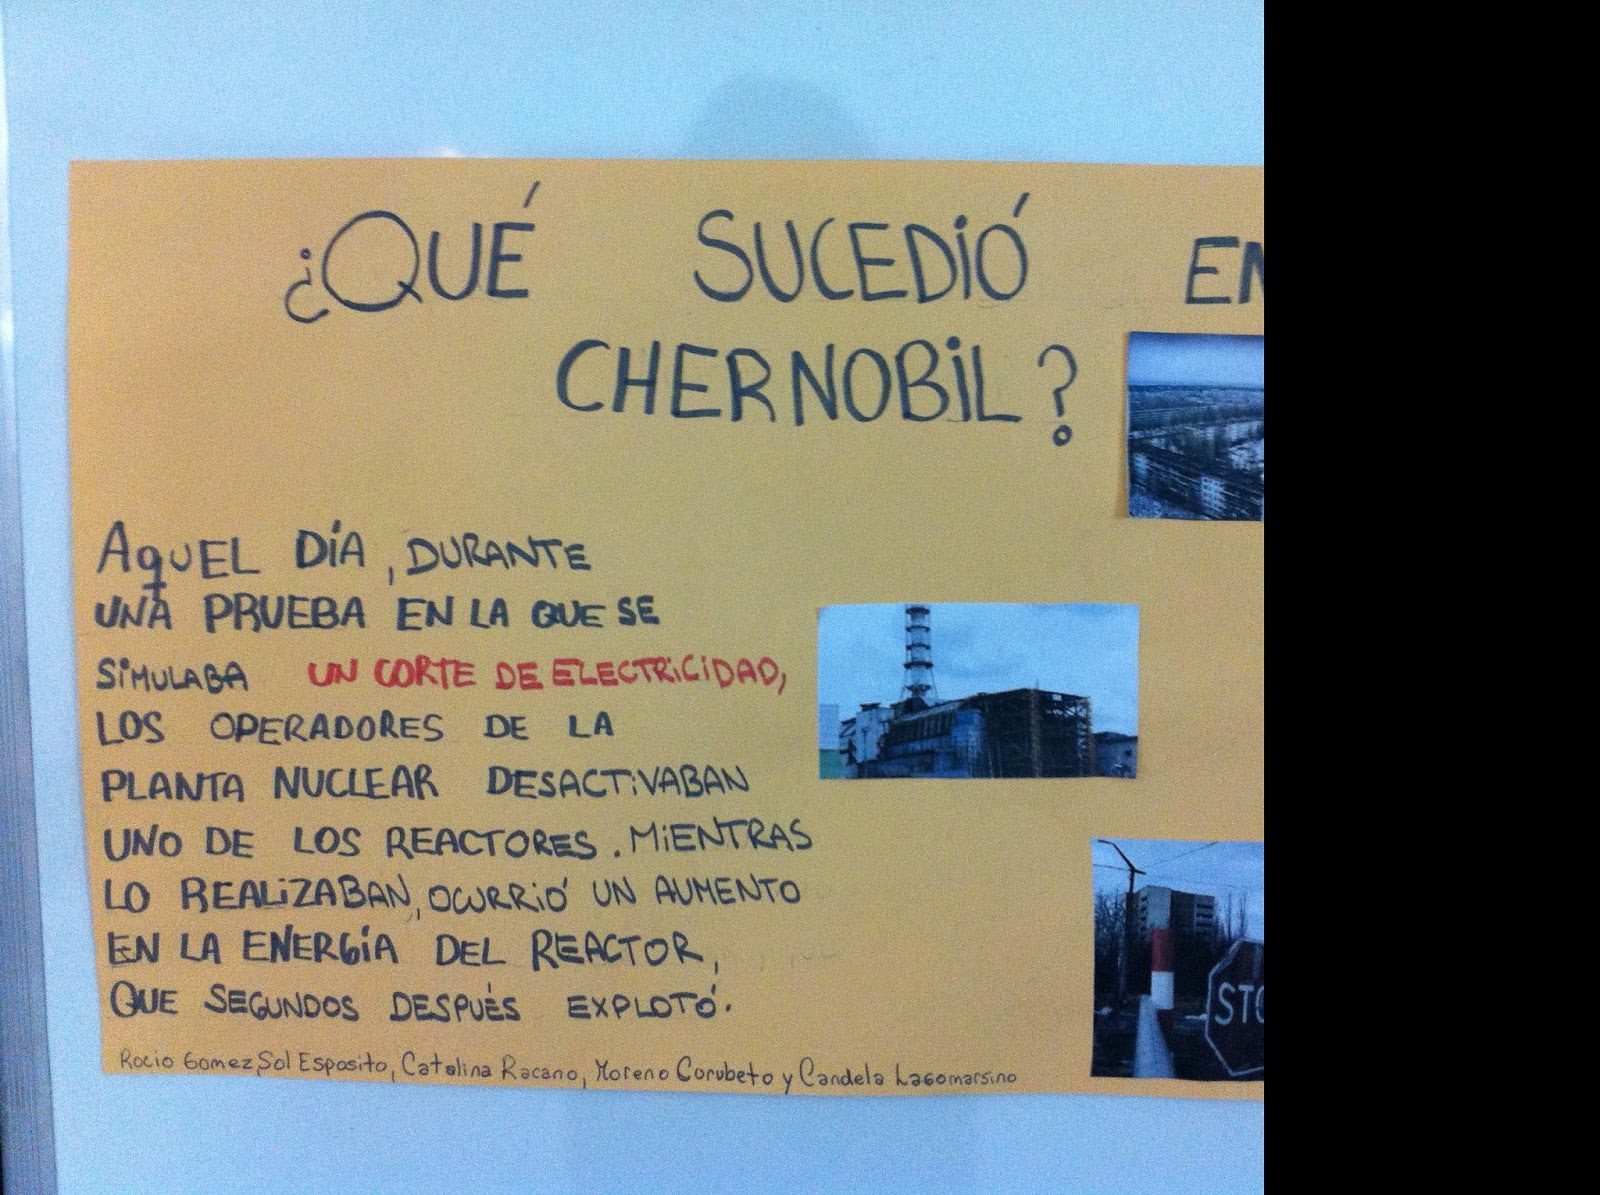 ¿QUÉ SUCEDIÓ EN
CHERNOBIL?
AQUEL DÍA, DURANTE
UNA PRUEBA EN LA QUE SE
SIMULABA UN CORTE DE ELECTRICIDAD,
LOS OPERADORES DE LA
PLANTA NUCLEAR DESACTIVABAN
UNO DE LOS REACTORES. MIENTRAS
LO REALIZABAN, OCURRIÓ UN AUMENTO
EN LA ENERGÍA DEL REACTOR,
QUE SEGUNDOS DESPUÉS EXPLOTÓ.
STO
Rocio Gomez, Sol Esposito, Catalina Racano, Moreno Corubeto y Candela Lagomarsino